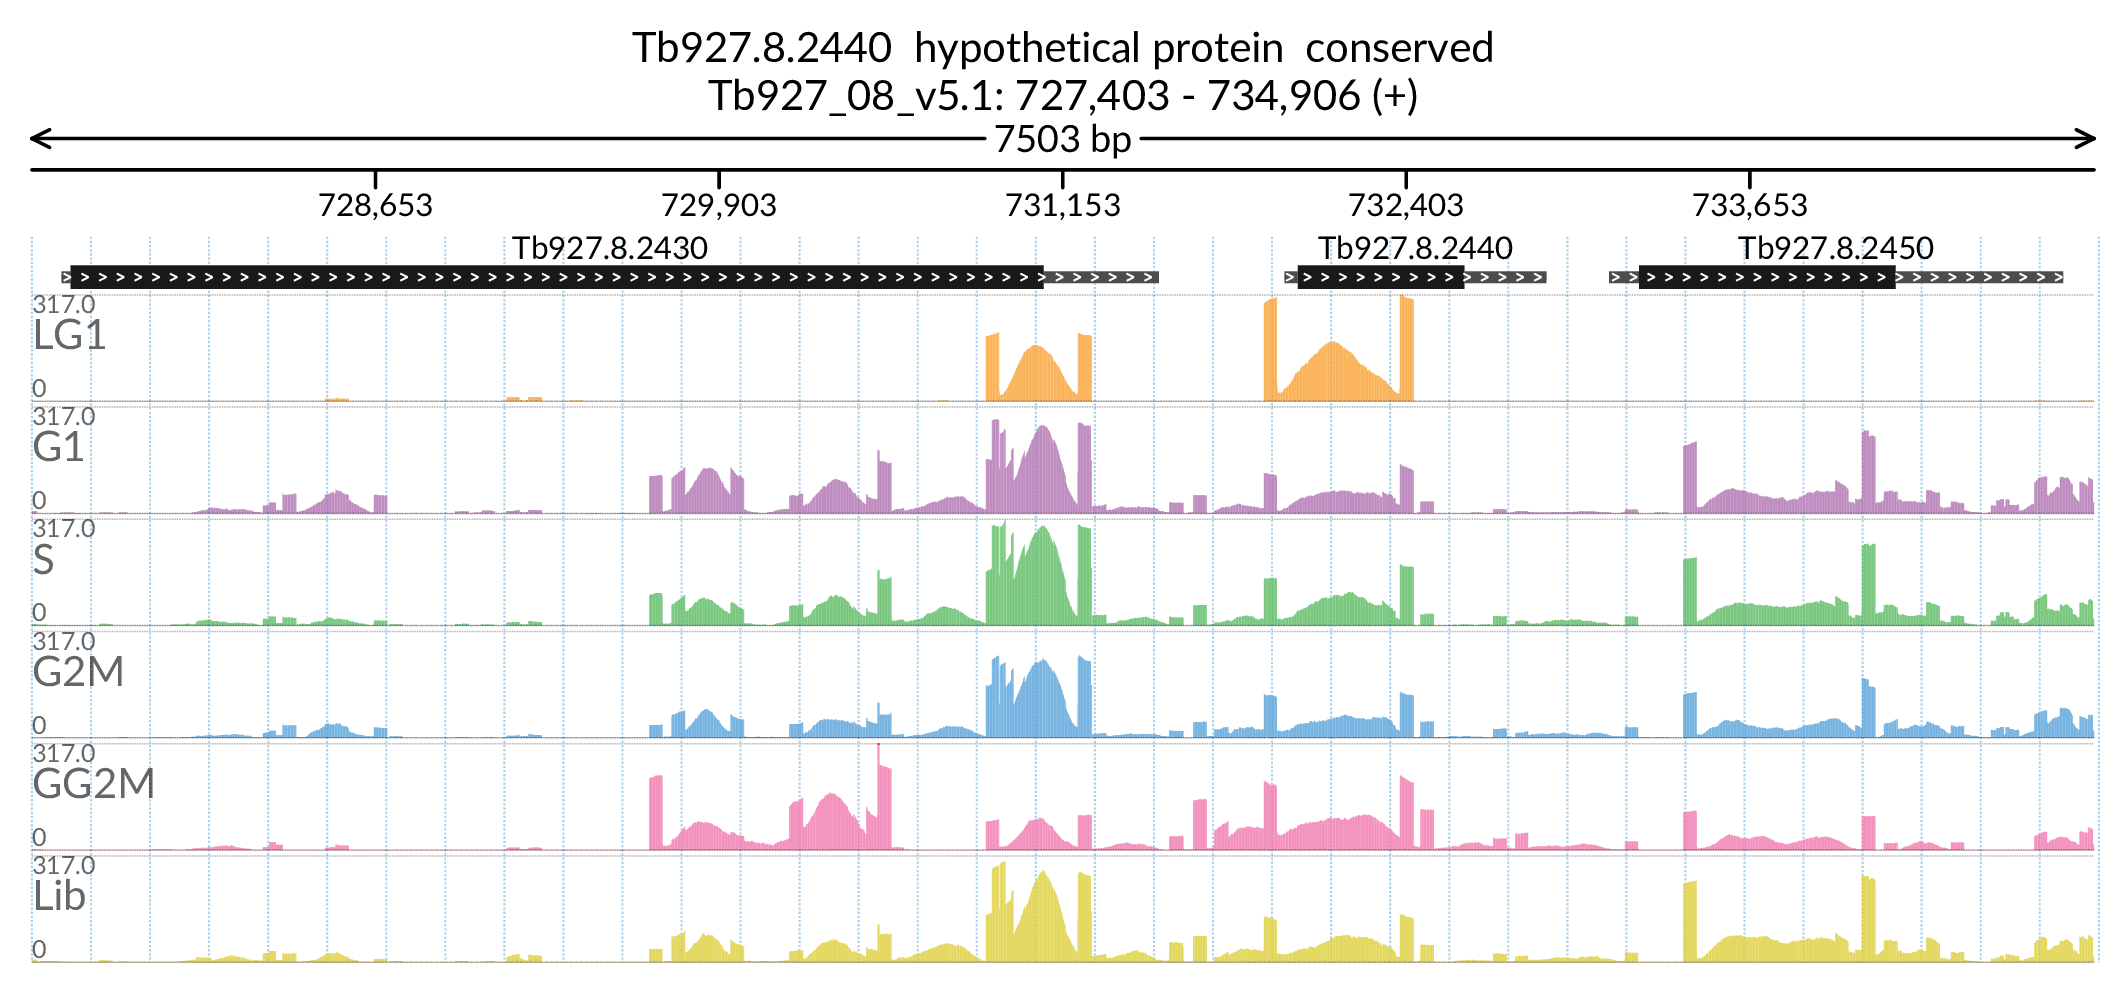 Tb927.8.2440 hypothetical protein conserved
Tb927_08_v5.1: 727,403 - 734,906 (+)
7503 bp
728,653 729,903 731,153 732,403 733,653
Tb927.8.2430 Tb927.8.2440 Tb927.8.2450
317.0
LG1
0
317.0
G1
0
317.0
S
0
317.0
G2M
0
317.0
GG2M
0
317.0
Lib
0